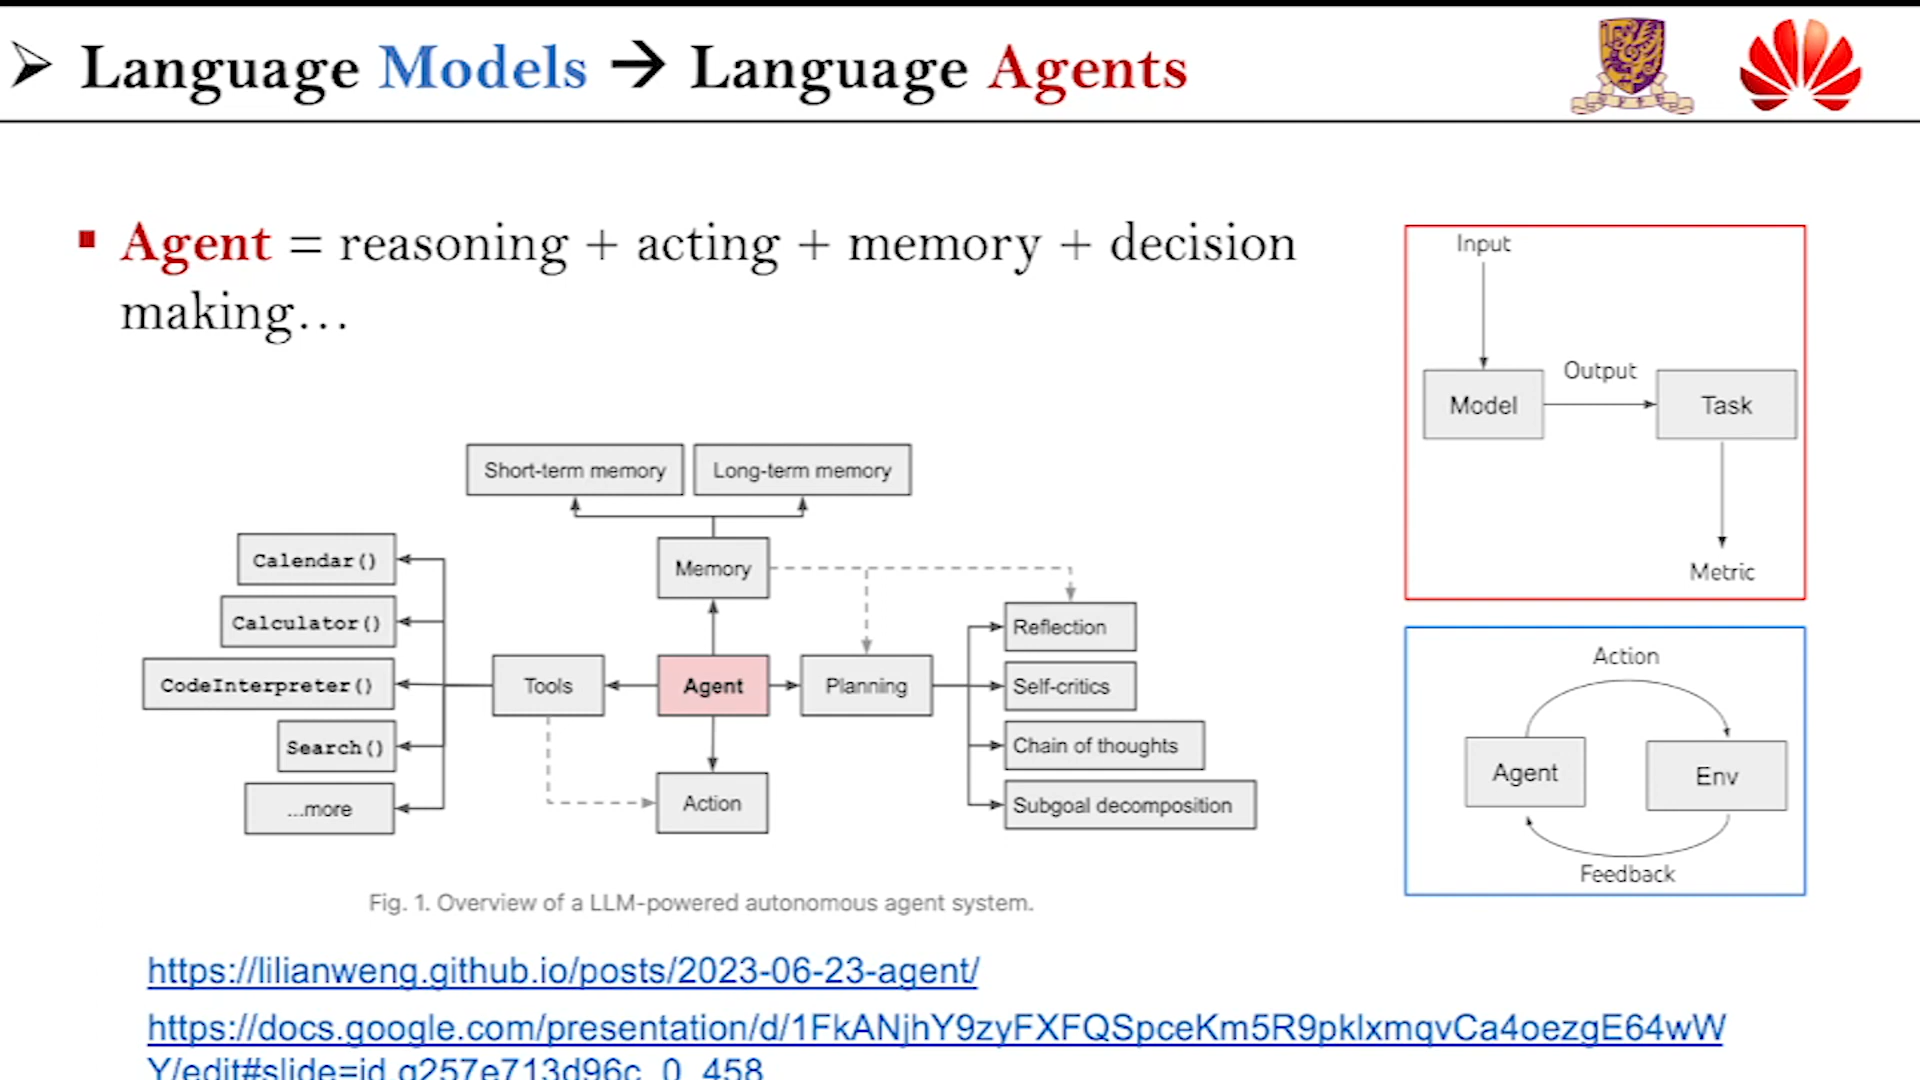 ➢ Language Models → Language Agents
▪ Agent = reasoning + acting + memory + decision
making…
Short-term memory
Long-term memory
Calendar()
Calculator()
CodeInterpreter()
Search()
...more
Memory
Tools
Agent
Planning
Action
Reflection
Self-critics
Chain of thoughts
Subgoal decomposition
Fig. 1. Overview of a LLM-powered autonomous agent system.
Input
Model
Output
Task
Metric
Action
Agent
Env
Feedback
https://lilianweng.github.io/posts/2023-06-23-agent/
https://docs.google.com/presentation/d/1FkANjhY9zyFXFQSpceKm5R9pklxmqvCa4oezgE64wW
Y/edit#slide=id.g257e713d96c_0_458